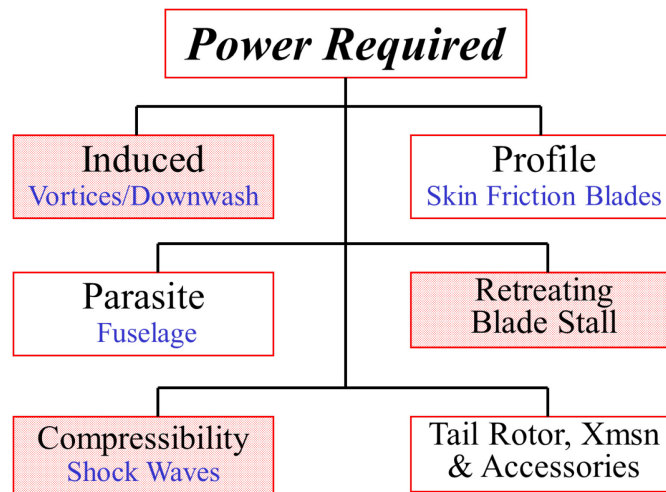 Power Required
Induced
Vortices/Downwash
Profile
Skin Friction Blades
Parasite
Fuselage
Retreating
Blade Stall
Compressibility
Shock Waves
Tail Rotor, Xmsn
& Accessories